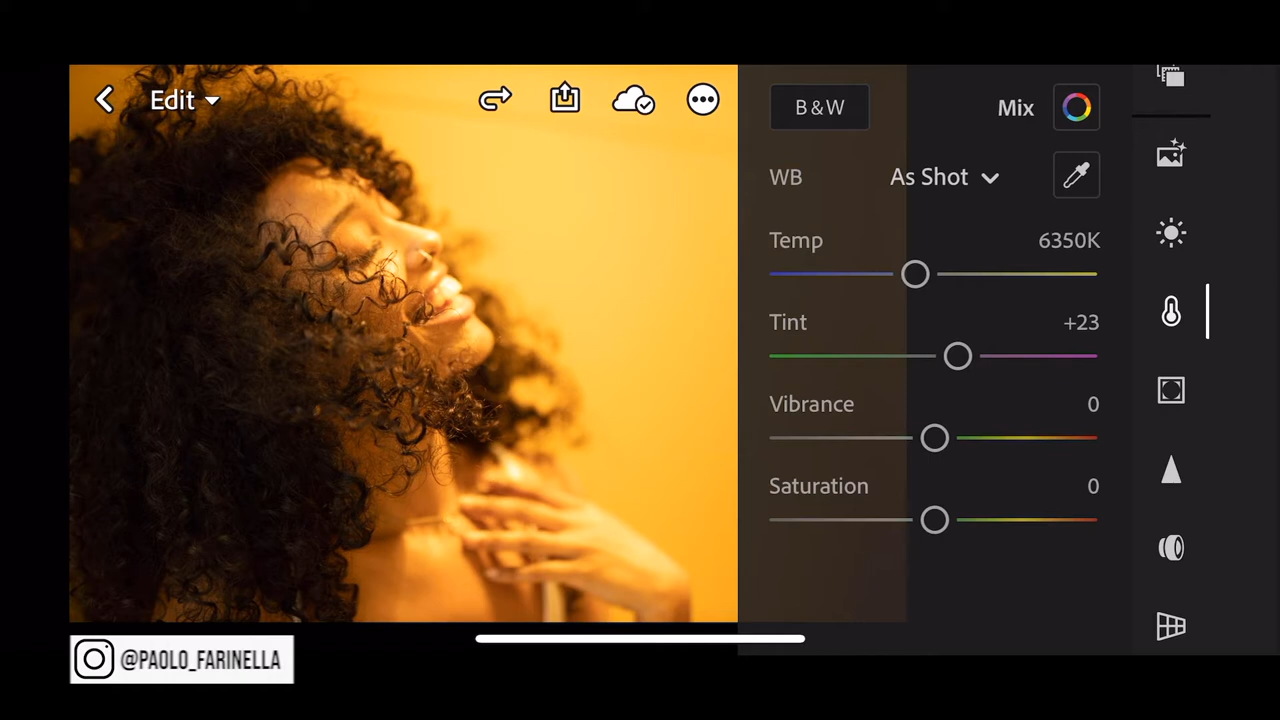 Edit
B&W
Mix
WB
As Shot
Temp
6350K
Tint
+23
Vibrance
0
Saturation
0
@PAOLO_FARINELLA